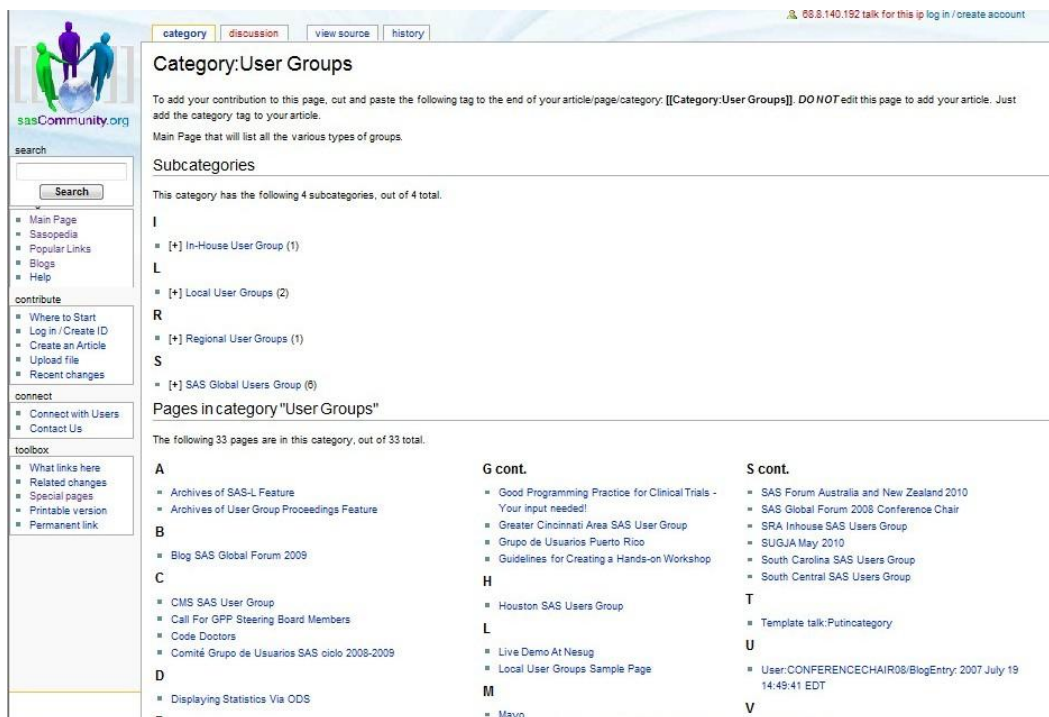 68.8.140.192 talk for this ip log in / create account
category discussion view source history
sasCommunity.org
search
Search
Main Page
Sasopedia
Popular Links
Blogs
Help
contribute
Where to Start
Log in / Create ID
Create an Article
Upload file
Recent changes
connect
Connect with Users
Contact Us
toolbox
What links here
Related changes
Special pages
Printable version
Permanent link
Category:User Groups
To add your contribution to this page, cut and paste the following tag to the end of your article/page/category: [[Category:User Groups]]. DO NOT edit this page to add your article. Just
add the category tag to your article.
Main Page that will list all the various types of groups.
Subcategories
This category has the following 4 subcategories, out of 4 total.
I
[+] In-House User Group (1)
L
[+] Local User Groups (2)
R
[+] Regional User Groups (1)
S
[+] SAS Global Users Group (6)
Pages in category "User Groups"
The following 33 pages are in this category, out of 33 total.
A
Archives of SAS-L Feature
Archives of User Group Proceedings Feature
B
Blog SAS Global Forum 2009
C
CMS SAS User Group
Call For GPP Steering Board Members
Code Doctors
Comité Grupo de Usuarios SAS ciclo 2008-2009
D
Displaying Statistics Via ODS
G cont.
Good Programming Practice for Clinical Trials -
Your input needed!
Greater Cincinnati Area SAS User Group
Grupo de Usuarios Puerto Rico
Guidelines for Creating a Hands-on Workshop
H
Houston SAS Users Group
L
Live Demo At Nesug
Local User Groups Sample Page
M
Mayo
S cont.
SAS Forum Australia and New Zealand 2010
SAS Global Forum 2008 Conference Chair
SRA Inhouse SAS Users Group
SUGJA May 2010
South Carolina SAS Users Group
South Central SAS Users Group
T
Template talk:Putincategory
U
User:CONFERENCECHAIR08/BlogEntry: 2007 July 19
14:49:41 EDT
V